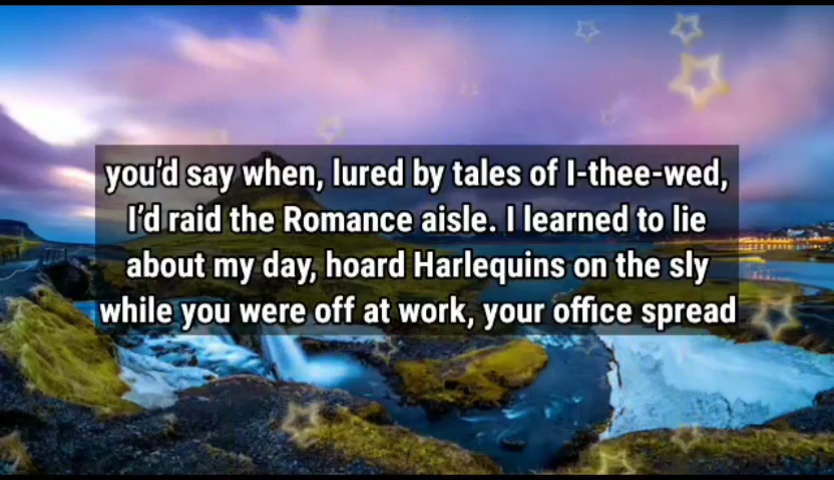 you'd say when, lured by tales of I-thee-wed,
I'd raid the Romance aisle. I learned to lie
about my day, hoard Harlequins on the sly
while you were off at work, your office spread